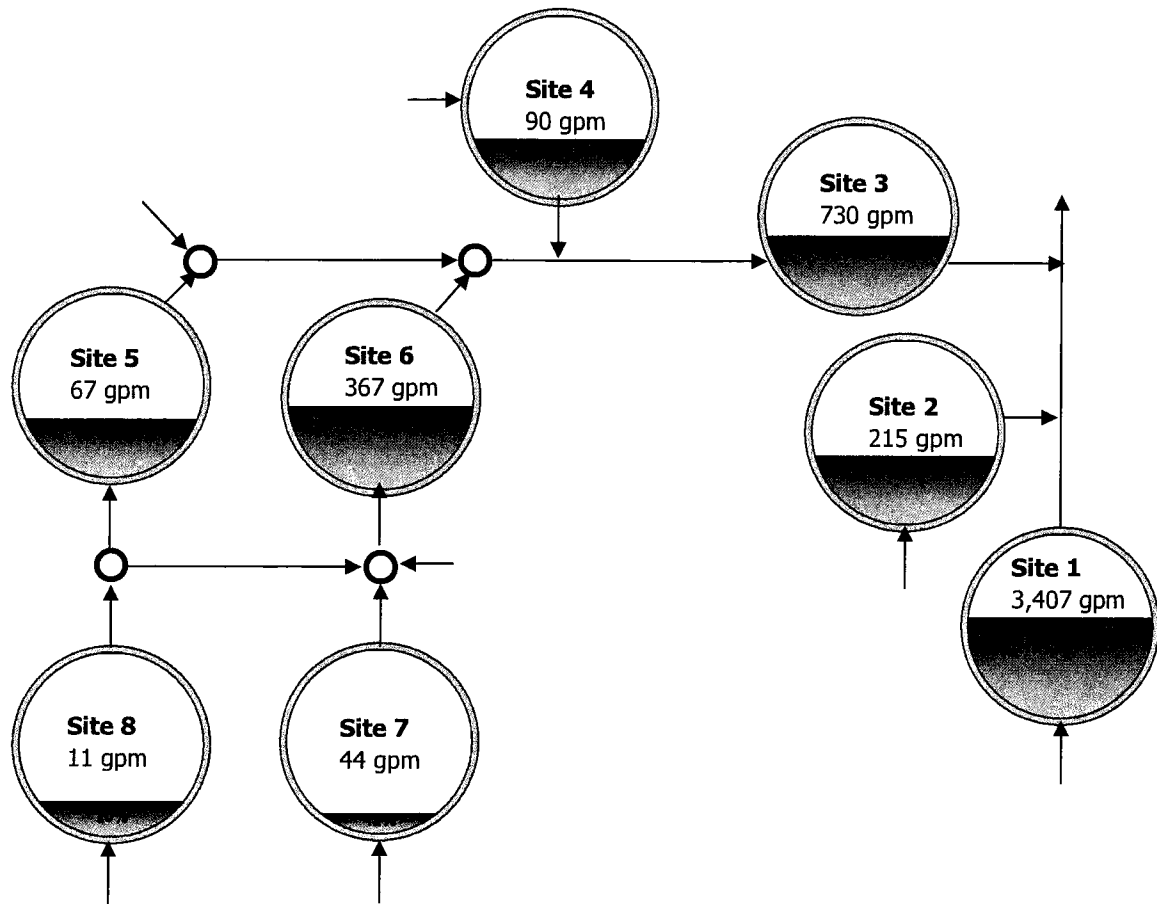 Site 4
90 gpm
Site 3
730 gpm
Site 5
67 gpm
Site 6
367 gpm
Site 2
215 gpm
Site 1
3,407 gpm
Site 8
11 gpm
Site 7
44 gpm